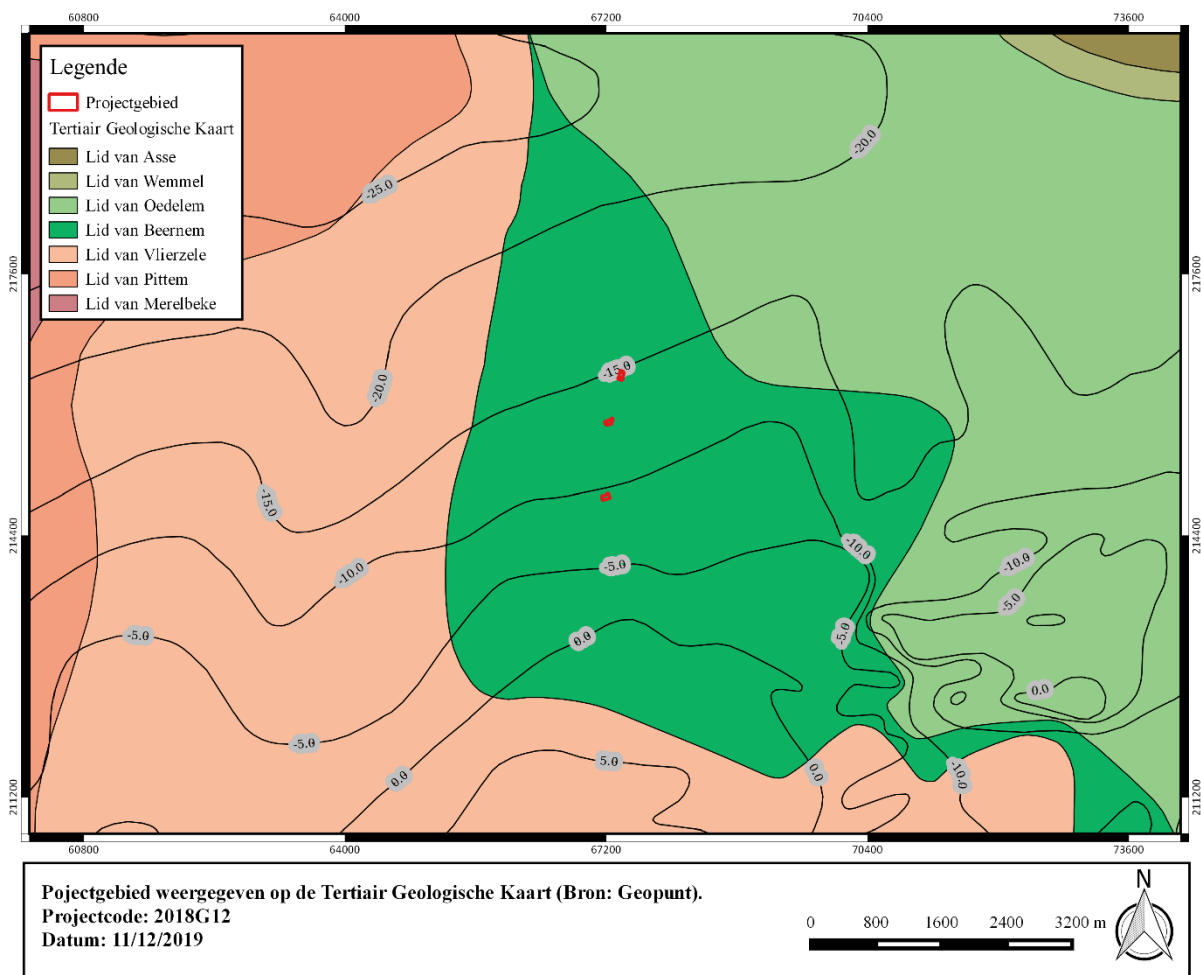 60800
64000
67200
70400
73600
Legende
Projectgebied
Tertiair Geologische Kaart
Lid van Asse
Lid van Wemmel
Lid van Oedelem
Lid van Beernem
Lid van Vlierzele
Lid van Pittem
Lid van Merelbeke
-20.0
-25.0
217600
217600
-15.0
-20.0
-15.0
214400
214400
-10.0
-10.0
-10.0
-5.0
-5.0
-5.0
-5.0
0.0
0.0
-5.0
5.0
0.0
0.0
-10.0
211200
211200
60800
64000
67200
70400
73600
Pojectgebied weergegeven op de Tertiair Geologische Kaart (Bron: Geopunt).
Projectcode: 2018G12
Datum: 11/12/2019
0 800 1600 2400 3200 m
N